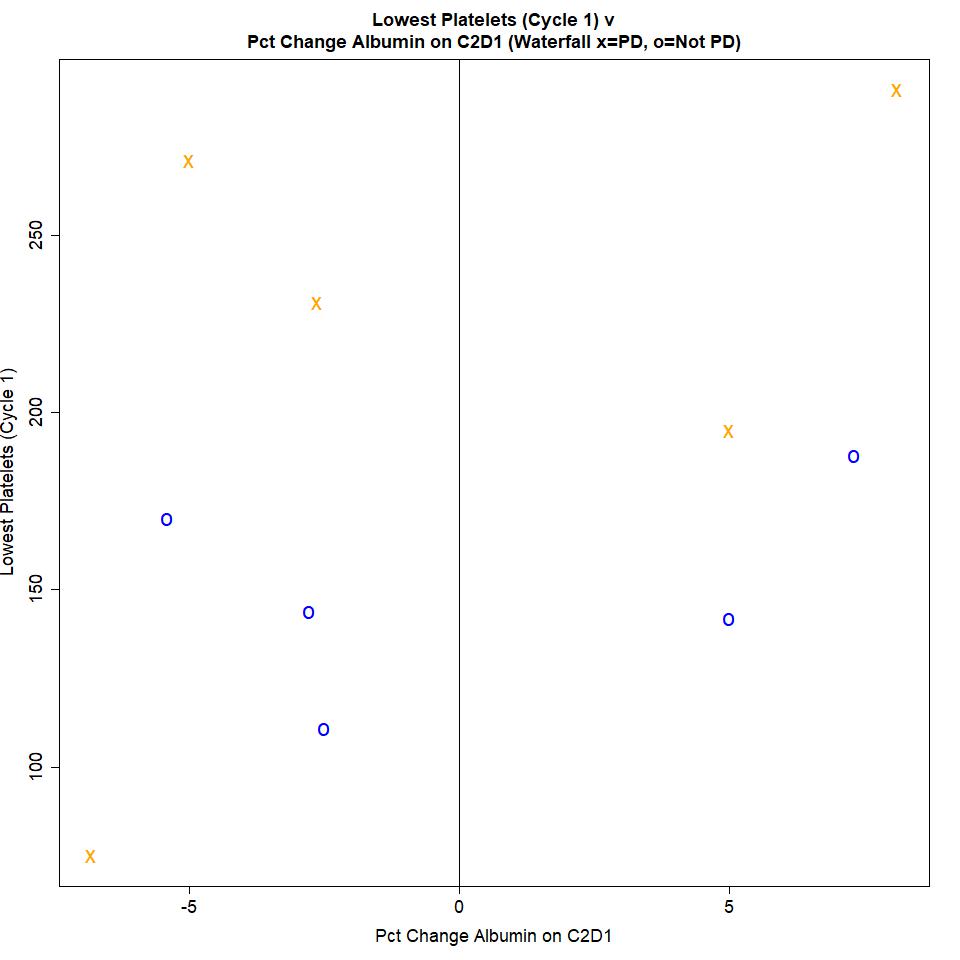 Lowest Platelets (Cycle 1) v
Pct Change Albumin on C2D1 (Waterfall x=PD, o=Not PD)
Lowest Platelets (Cycle 1)
250
200
150
100
X
X
X
X
O
O
O
O
O
X
-5
0
5
Pct Change Albumin on C2D1